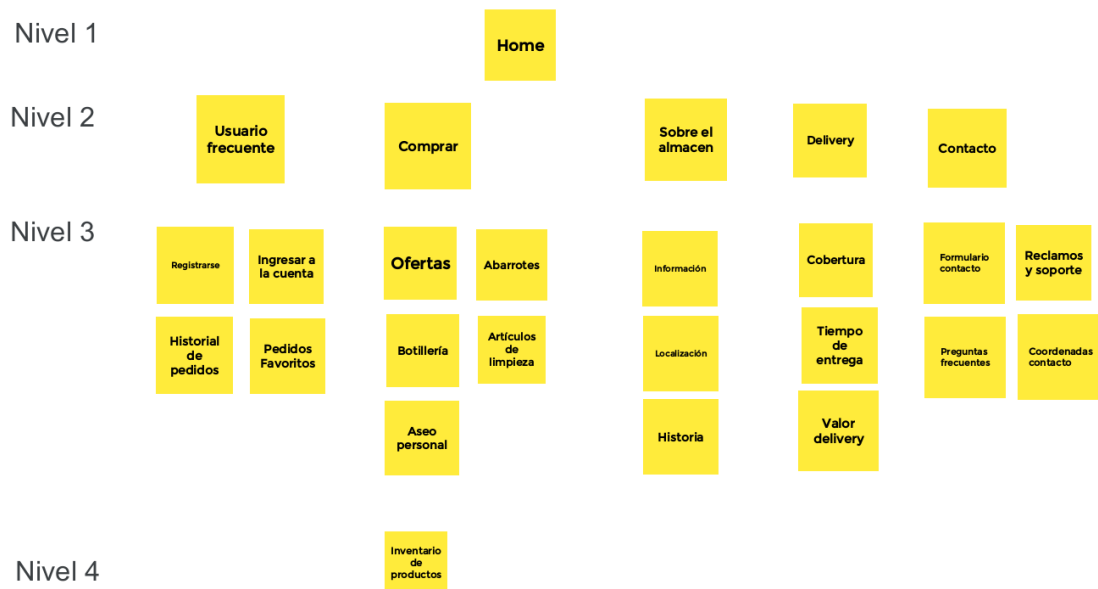 Nivel 1
Home
Nivel 2
Usuario
frecuente
Comprar
Sobre el
almacen
Delivery
Contacto
Nivel 3
Registrarse
Ingresar a
la cuenta
Ofertas
Abarrotes
Información
Cobertura
Formulario
contacto
Reclamos
y soporte
Historial
de
pedidos
Pedidos
Favoritos
Botillería
Artículos
de
limpieza
Localización
Tiempo
de
entrega
Preguntas
frecuentes
Coordenadas
contacto
Aseo
personal
Historia
Valor
delivery
Nivel 4
Inventario
de
productos